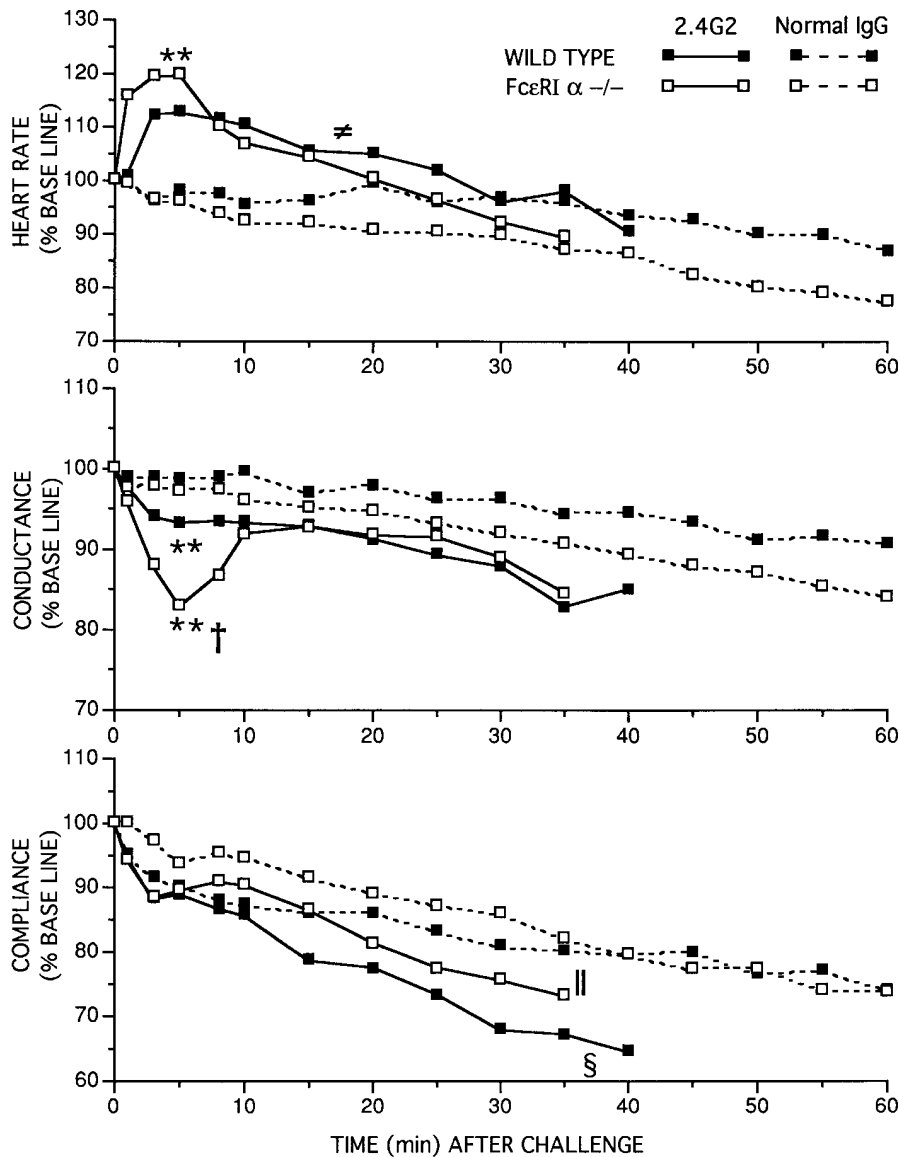 2.4G2 Normal IgG
WILD TYPE
FcεRI α −/−
HEART RATE
(% BASE LINE)
130
120
110
100
90
80
70
**
≠
0 10 20 30 40 50 60
CONDUCTANCE
(% BASE LINE)
110
100
90
80
70
**
** †
0 10 20 30 40 50 60
COMPLIANCE
(% BASE LINE)
110
100
90
80
70
60
||
§
0 10 20 30 40 50 60
TIME (min) AFTER CHALLENGE